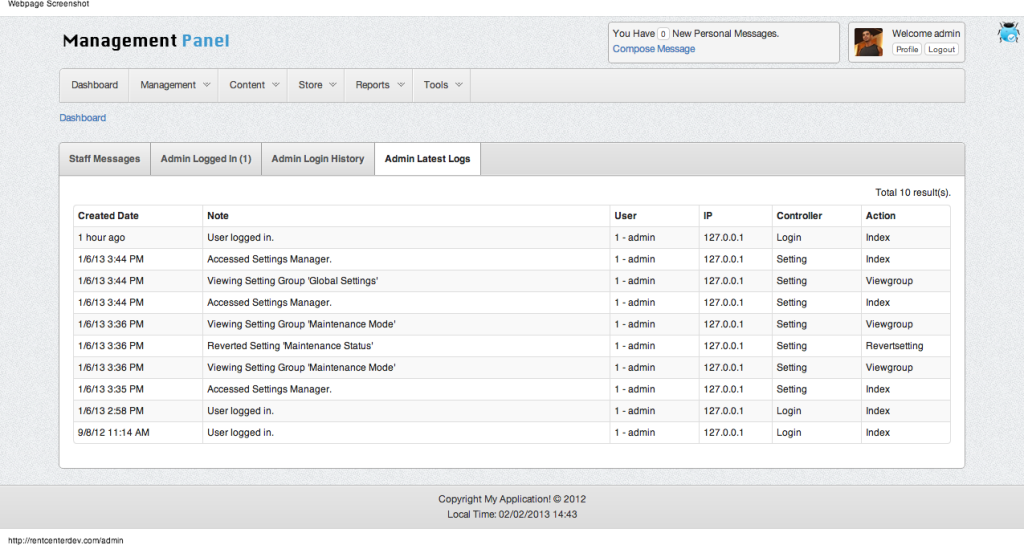 Webpage Screenshot
Management Panel
You Have 0 New Personal Messages.
Compose Message
Welcome admin
Profile Logout
Dashboard Management Content Store Reports Tools
Dashboard
Staff Messages Admin Logged In (1) Admin Login History Admin Latest Logs
Total 10 result(s).
Created Date Note User IP Controller Action
1 hour ago User logged in. 1 - admin 127.0.0.1 Login Index
1/6/13 3:44 PM Accessed Settings Manager. 1 - admin 127.0.0.1 Setting Index
1/6/13 3:44 PM Viewing Setting Group 'Global Settings' 1 - admin 127.0.0.1 Setting Viewgroup
1/6/13 3:44 PM Accessed Settings Manager. 1 - admin 127.0.0.1 Setting Index
1/6/13 3:36 PM Viewing Setting Group 'Maintenance Mode' 1 - admin 127.0.0.1 Setting Viewgroup
1/6/13 3:36 PM Reverted Setting 'Maintenance Status' 1 - admin 127.0.0.1 Setting Revertsetting
1/6/13 3:36 PM Viewing Setting Group 'Maintenance Mode' 1 - admin 127.0.0.1 Setting Viewgroup
1/6/13 3:35 PM Accessed Settings Manager. 1 - admin 127.0.0.1 Setting Index
1/6/13 2:58 PM User logged in. 1 - admin 127.0.0.1 Login Index
9/8/12 11:14 AM User logged in. 1 - admin 127.0.0.1 Login Index
Copyright My Application! © 2012
Local Time: 02/02/2013 14:43
http://rentcenterdev.com/admin